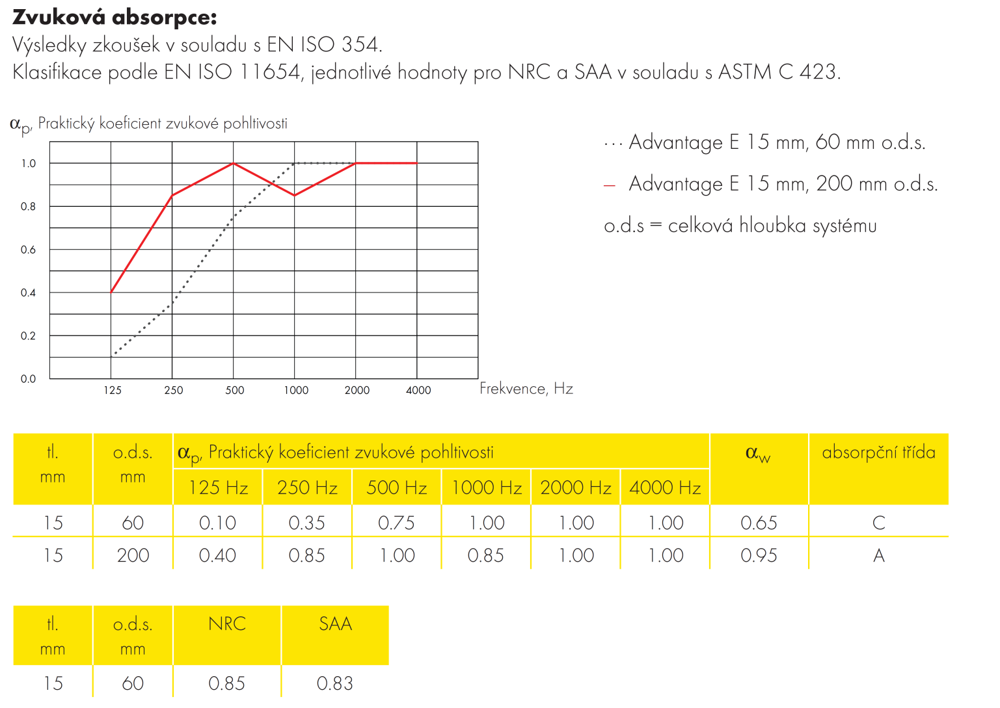 Zvuková absorpce:
Výsledky zkoušek v souladu s EN ISO 354.
Klasifikace podle EN ISO 11654, jednotlivé hodnoty pro NRC a SAA v souladu s ASTM C 423.
αp, Praktický koeficient zvukové pohltivosti
1.0
0.8
0.6
0.4
0.2
0.0
125 250 500 1000 2000 4000
Frekvence, Hz
... Advantage E 15 mm, 60 mm o.d.s.
– Advantage E 15 mm, 200 mm o.d.s.
o.d.s = celková hloubka systému
tl. o.d.s. αp, Praktický koeficient zvukové pohltivosti αw absorpční třída
mm mm
125 Hz 250 Hz 500 Hz 1000 Hz 2000 Hz 4000 Hz
15 60 0.10 0.35 0.75 1.00 1.00 1.00 0.65 C
15 200 0.40 0.85 1.00 0.85 1.00 1.00 0.95 A
tl. o.d.s. NRC SAA
mm mm
15 60 0.85 0.83